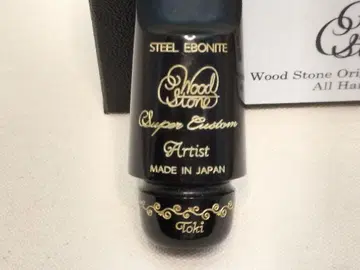 STEEL EBONITE
Wood Stone
Super Custom
Artist
MADE IN JAPAN
Toki
Wood Stone Ori
All Ha